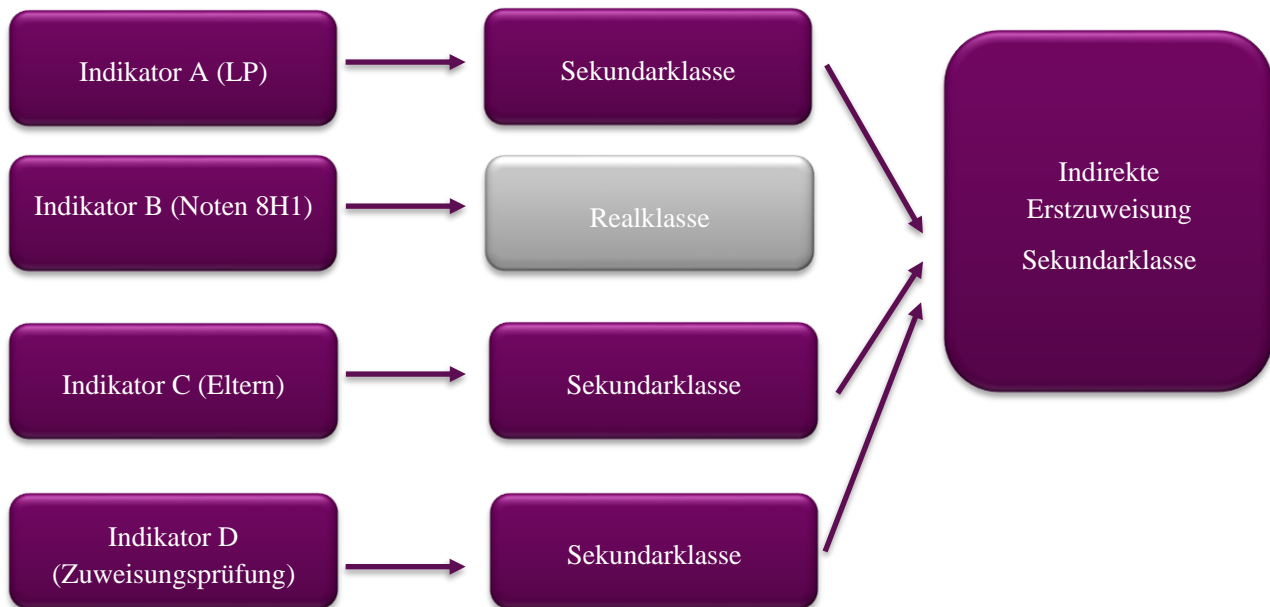 Indikator A (LP)
Sekundarklasse
Indikator B (Noten 8H1)
Realklasse
Indikator C (Eltern)
Sekundarklasse
Indikator D
(Zuweisungsprüfung)
Sekundarklasse
Indirekte
Erstzuweisung
Sekundarklasse